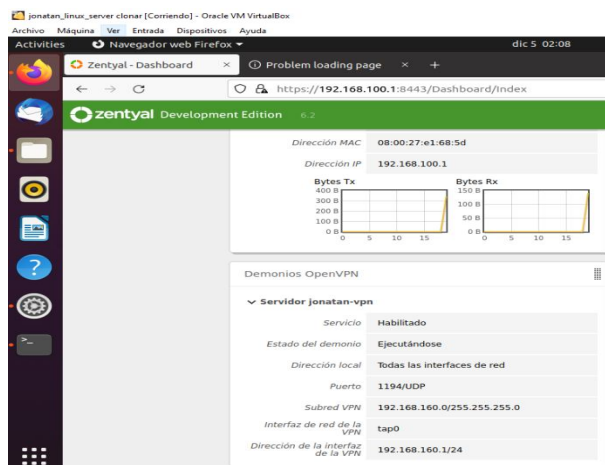 jonatan_linux_server clonar [Corriendo] - Oracle VM VirtualBox
Archivo Máquina Ver Entrada Dispositivos Ayuda
Activities Navegador web Firefox dic 5 02:08
Zentyal - Dashboard × Problem loading page × +
https://192.168.100.1:8443/Dashboard/Index
zentyal Development Edition 6.2
Dirección MAC 08:00:27:e1:68:5d
Dirección IP 192.168.100.1
Bytes Tx Bytes Rx
400 B 150 B
300 B
200 B 100 B
100 B 50 B
0 B 0 B
0 5 10 15 0 5 10 15
Demonios OpenVPN
Servidor jonatan-vpn
Servicio Habilitado
Estado del demonio Ejecutándose
Dirección local Todas las interfaces de red
Puerto 1194/UDP
Subred VPN 192.168.160.0/255.255.255.0
Interfaz de red de la VPN tap0
Dirección de la interfaz de la VPN 192.168.160.1/24